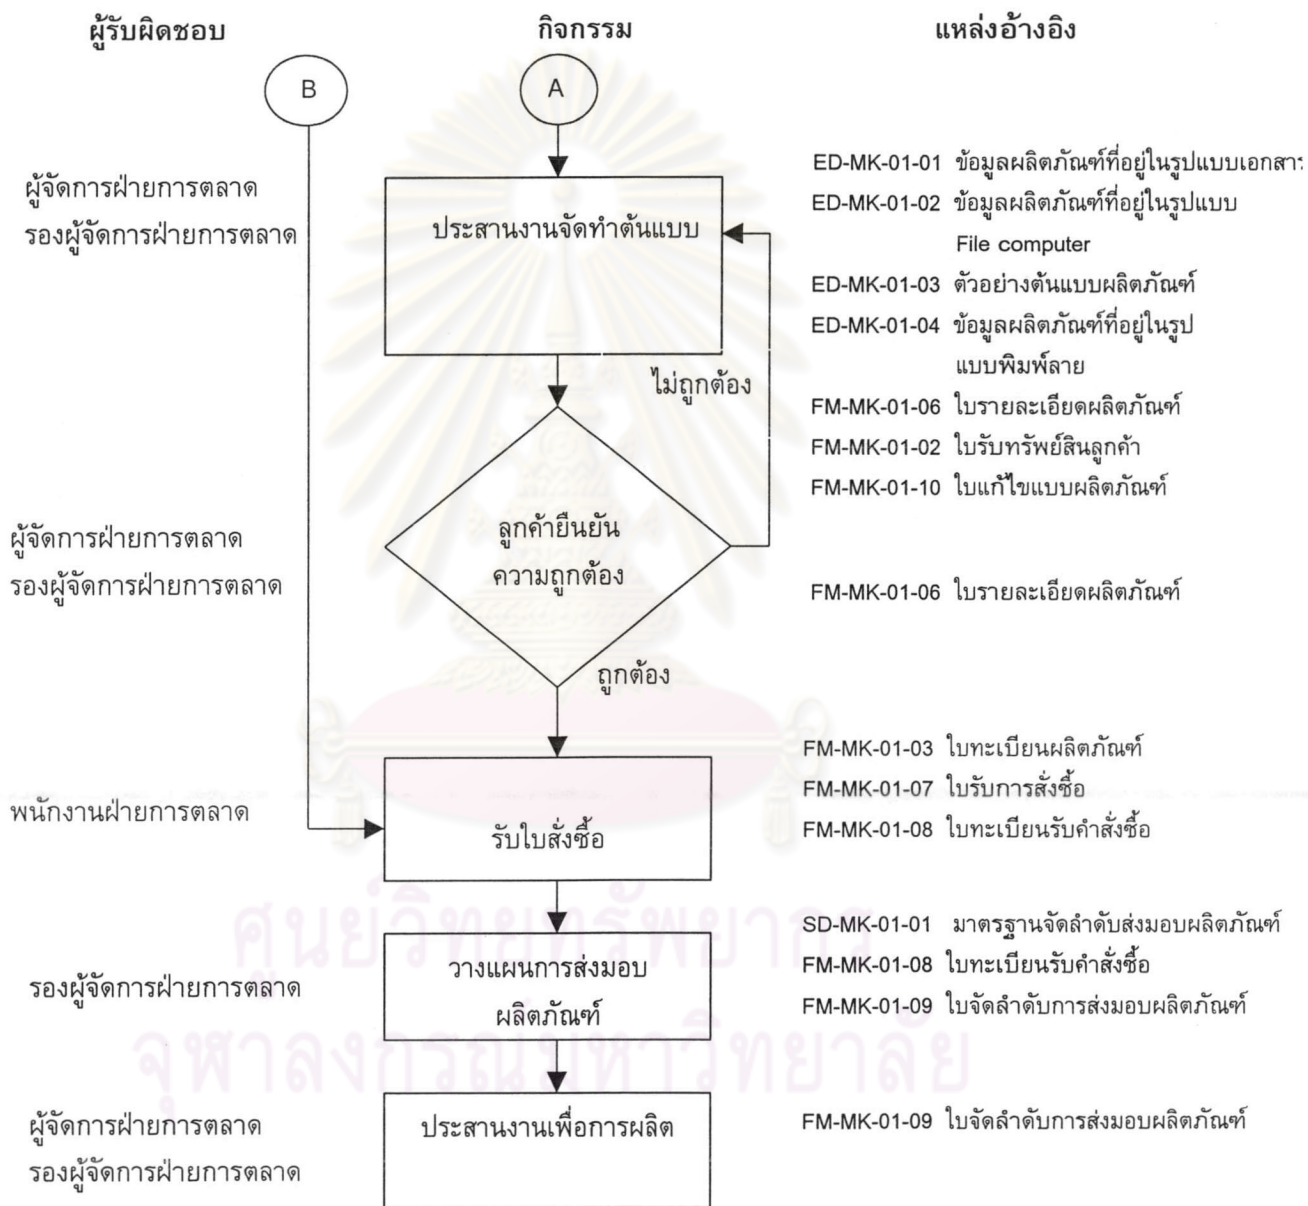 ผู้รับผิดชอบ
กิจกรรม
แหล่งอ้างอิง
B
A
ผู้จัดการฝ่ายการตลาด
รองผู้จัดการฝ่ายการตลาด
ประสานงานจัดทำต้นแบบ
ED-MK-01-01 ข้อมูลผลิตภัณฑ์ที่อยู่ในรูปแบบเอกสาร
ED-MK-01-02 ข้อมูลผลิตภัณฑ์ที่อยู่ในรูปแบบ
File computer
ED-MK-01-03 ตัวอย่างต้นแบบผลิตภัณฑ์
ED-MK-01-04 ข้อมูลผลิตภัณฑ์ที่อยู่ในรูป
แบบพิมพ์ลาย
FM-MK-01-06 ใบรายละเอียดผลิตภัณฑ์
FM-MK-01-02 ใบรับทรัพย์สินลูกค้า
FM-MK-01-10 ใบแก้ไขแบบผลิตภัณฑ์
ไม่ถูกต้อง
ผู้จัดการฝ่ายการตลาด
รองผู้จัดการฝ่ายการตลาด
ลูกค้ายืนยัน
ความถูกต้อง
FM-MK-01-06 ใบรายละเอียดผลิตภัณฑ์
ถูกต้อง
พนักงานฝ่ายการตลาด
รับใบสั่งซื้อ
FM-MK-01-03 ใบทะเบียนผลิตภัณฑ์
FM-MK-01-07 ใบรับการสั่งซื้อ
FM-MK-01-08 ใบทะเบียนรับคำสั่งซื้อ
รองผู้จัดการฝ่ายการตลาด
วางแผนการส่งมอบ
ผลิตภัณฑ์
SD-MK-01-01 มาตรฐานจัดลำดับส่งมอบผลิตภัณฑ์
FM-MK-01-08 ใบทะเบียนรับคำสั่งซื้อ
FM-MK-01-09 ใบจัดลำดับการส่งมอบผลิตภัณฑ์
ศูนย์วิทยทรัพยากร
จุฬาลงกรณ์มหาวิทยาลัย
ผู้จัดการฝ่ายการตลาด
รองผู้จัดการฝ่ายการตลาด
ประสานงานเพื่อการผลิต
FM-MK-01-09 ใบจัดลำดับการส่งมอบผลิตภัณฑ์